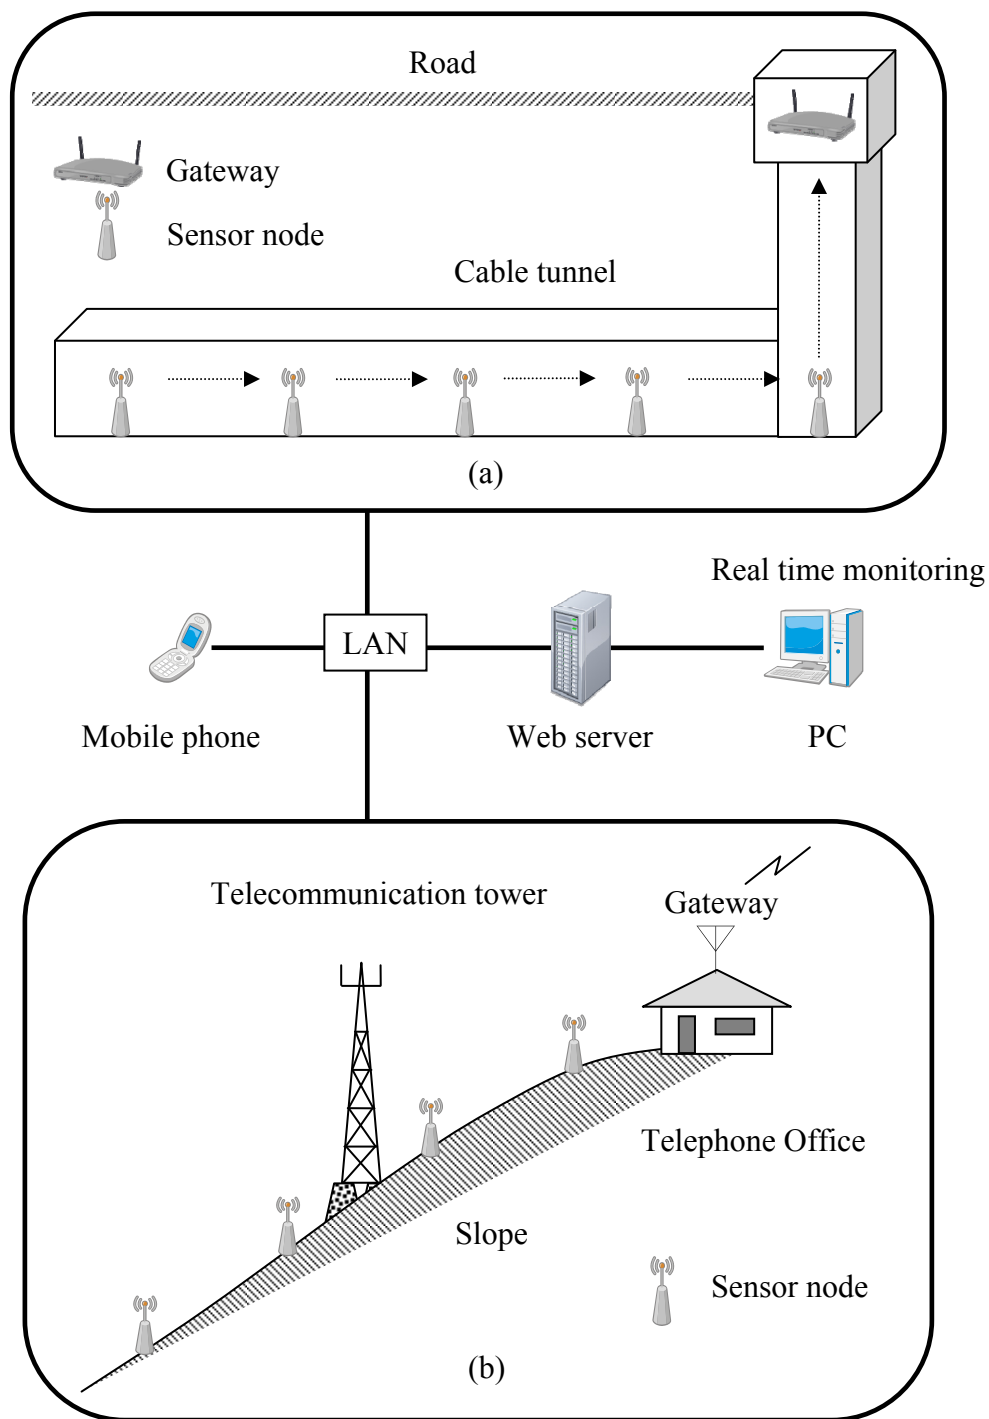 Road
Gateway
Sensor node
Cable tunnel
(a)
Real time monitoring
LAN
Mobile phone
Web server
PC
Telecommunication tower
Gateway
Telephone Office
Slope
Sensor node
(b)